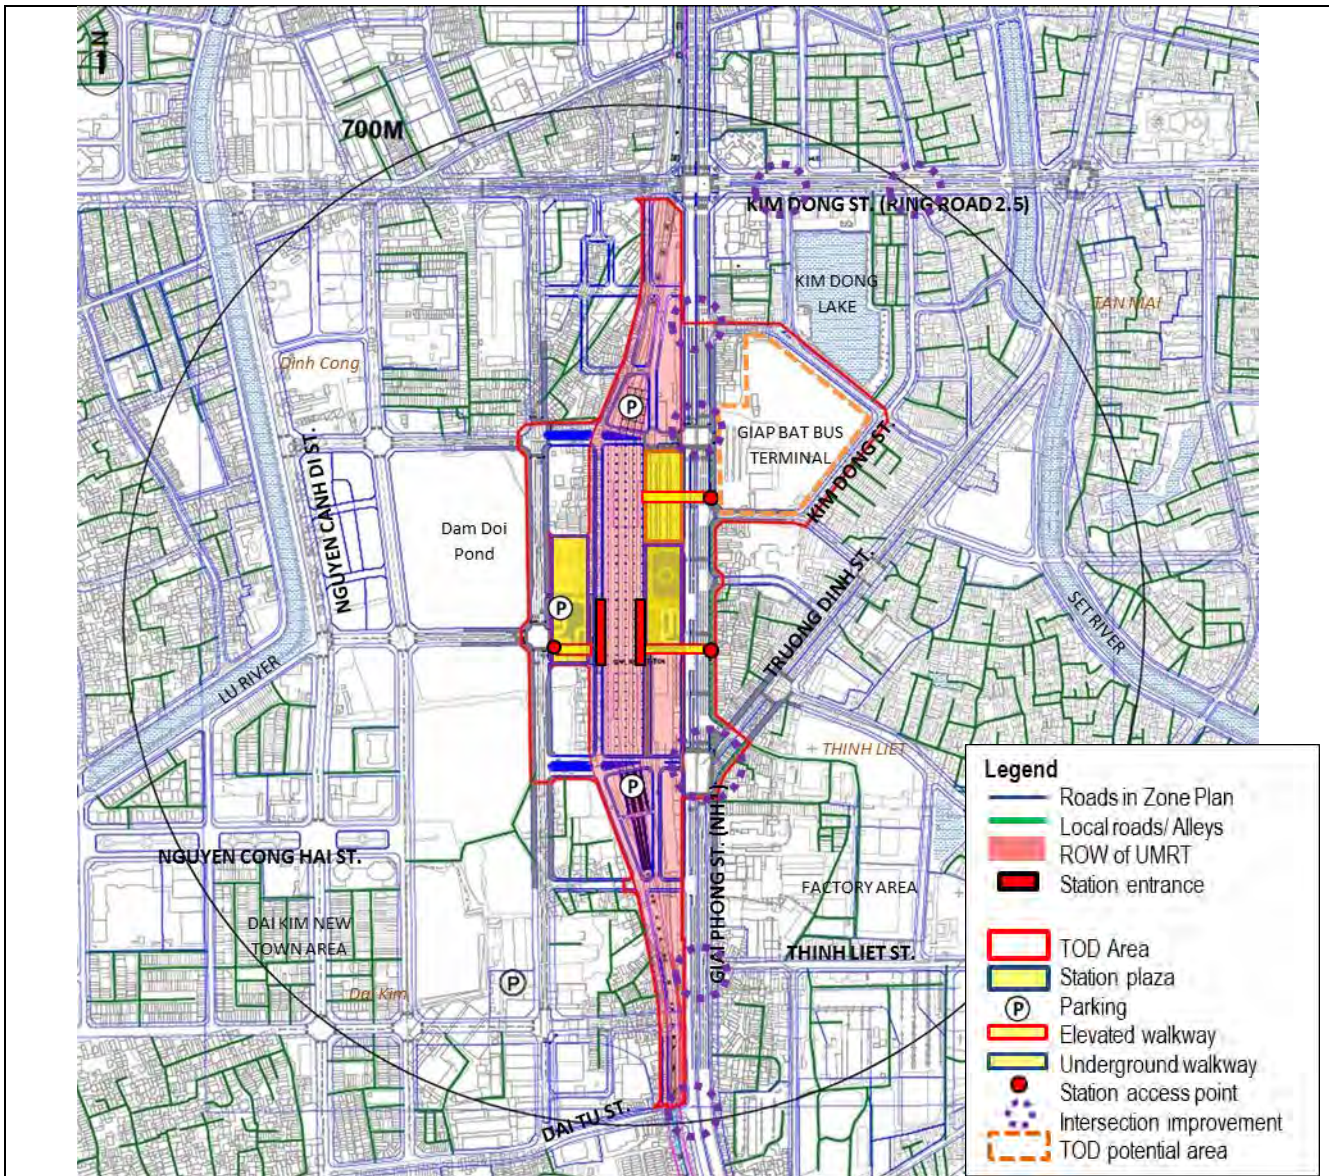 N
700M
KIM DONG ST. (RING ROAD 2.5)
KIM DONG
LAKE
TAN MAI
Dinh Cong
P
GIAP BAT BUS
TERMINAL
KIM DONG ST.
NGUYEN CANH DI ST.
Dam Doi
Pond
P
TRUONG DINH ST.
SET RIVER
LU RIVER
THINH LIET
P
GIAI PHONG ST. (NH 1)
NGUYEN CONG HAI ST.
FACTORY AREA
DAI KIM NEW
TOWN AREA
THINH LIET ST.
Dai Kim
P
DAI TU ST.
Legend
Roads in Zone Plan
Local roads/ Alleys
ROW of UMRT
Station entrance
TOD Area
Station plaza
P
Parking
Elevated walkway
Underground walkway
Station access point
Intersection improvement
TOD potential area